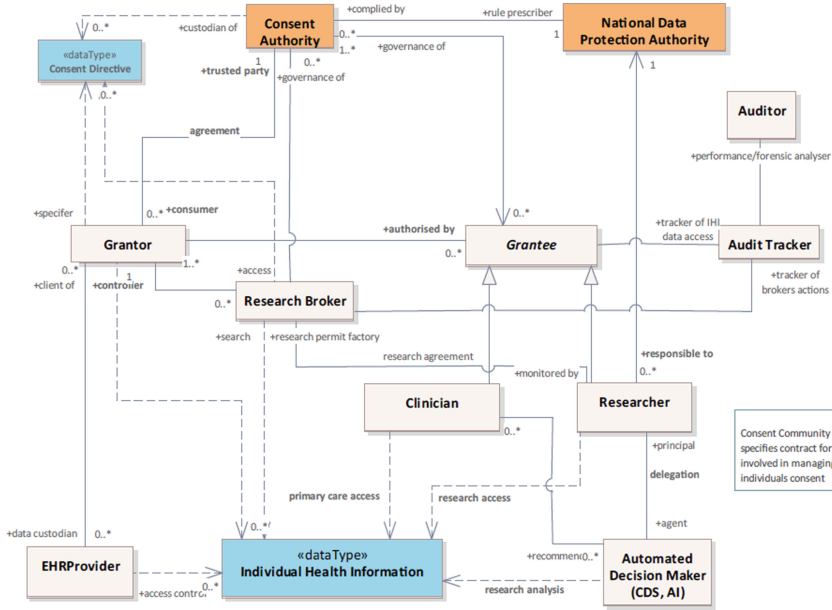 +custodian of
0..*
Consent
Authority
+complied by
+rule prescriber
1
National Data
Protection Authority
1
0..*
1..*
+governance of
1
+trusted party
0..*
+governance of
«dataType»
Consent Directive
0..*
Auditor
+performance/forensic analyser
agreement
+specifer
0..*
+consumer
0..*
+authorised by
0..*
+tracker of IHI
data access
Grantor
Grantee
Audit Tracker
0..*
+client of
1
+controller
1..*
0..*
+access
Research Broker
+tracker of
brokers actions
+search
+research permit factory
research agreement
+monitored by
+responsible to
0..*
Clinician
0..*
Researcher
Consent Community
specifies contract for
involved in managing
individuals consent
+principal
delegation
primary care access
research access
+agent
+data custodian
0..*
EHRProvider
+access control
0..*
0..*
«dataType»
Individual Health Information
+recommend
0..*
research analysis
Automated
Decision Maker
(CDS, AI)